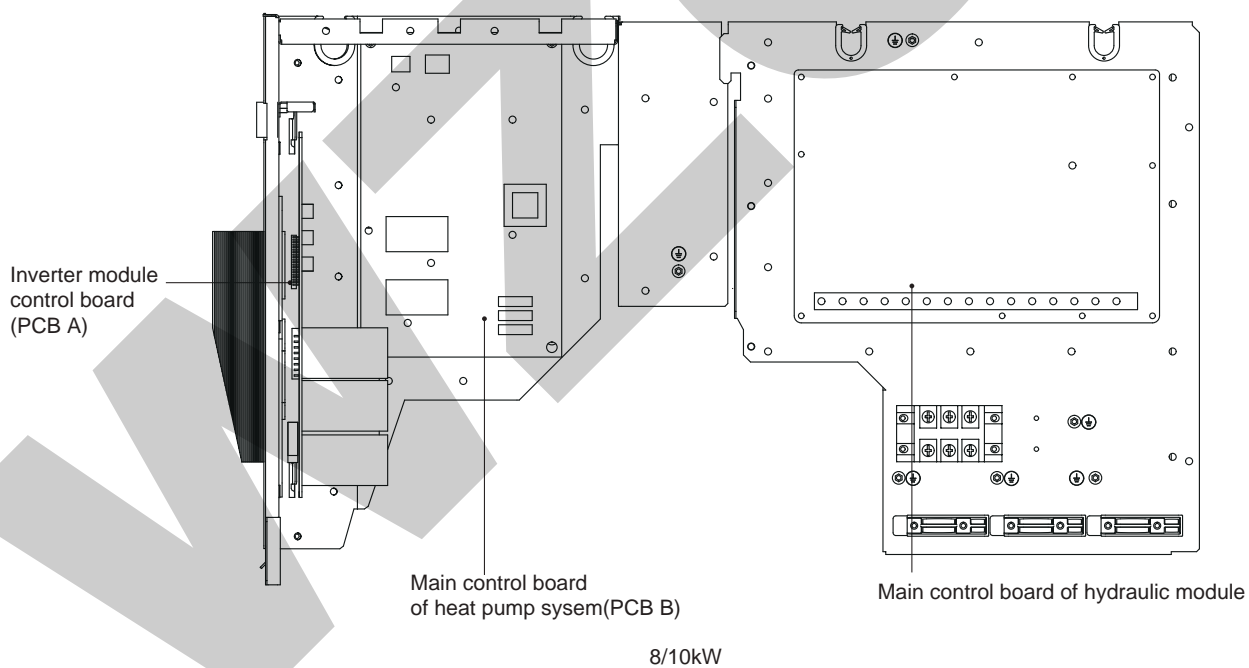 Inverter module
control board
(PCB A)
Main control board
of heat pump sysem(PCB B)
Main control board of hydraulic module
8/10kW